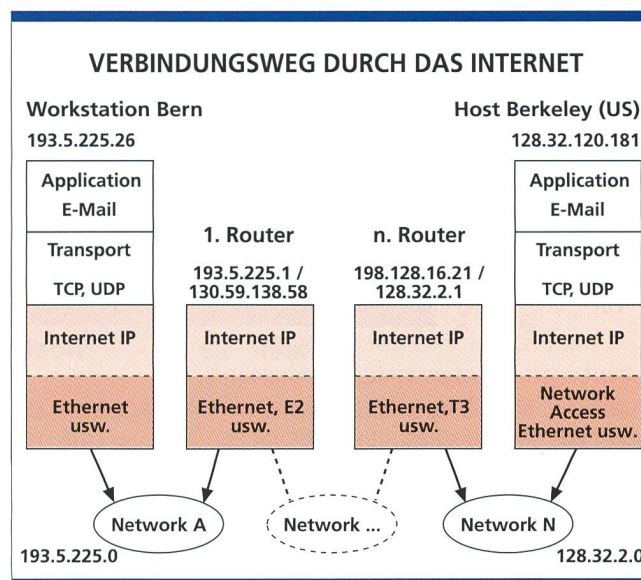 VERBINDUNGSWEG DURCH DAS INTERNET
Workstation Bern
193.5.225.26
Application
E-Mail
Transport
TCP, UDP
Internet IP
Ethernet
usw.
1. Router
193.5.225.1 /
130.59.138.58
Internet IP
Ethernet, E2
usw.
n. Router
198.128.16.21 /
128.32.2.1
Internet IP
Ethernet,T3
usw.
Host Berkeley (US)
128.32.120.181
Application
E-Mail
Transport
TCP, UDP
Internet IP
Network
Access
Ethernet usw.
Network A
Network ...
Network N
193.5.225.0
128.32.2.0